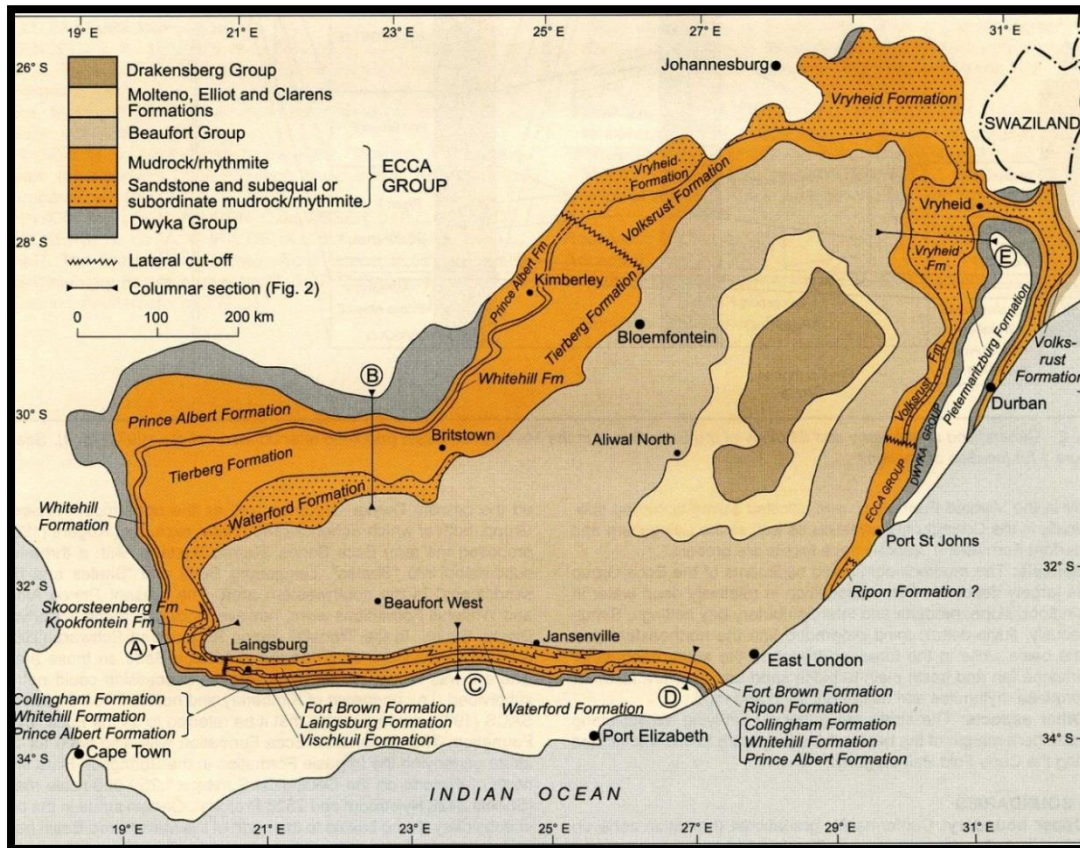 19° E
21° E
23° E
25° E
27° E
29° E
31° E
26° S
28° S
30° S
32° S
34° S
Drakensberg Group
Molteno, Elliot and Clarens
Formations
Beaufort Group
Mudrock/rhythmite
Sandstone and subequal or
subordinate mudrock/rhythmite
ECCA
GROUP
Dwyka Group
Lateral cut-off
Columnar section (Fig. 2)
0 100 200 km
Johannesburg
Vryheid Formation
SWAZILAND
Vryheid
Formation
Volksrust Formation
Vryheid
Vryheid
Fm
E
Prince Albert Fm
Kimberley
Tierberg Formation
Bloemfontein
Whitehill Fm
Pietermaritzburg Formation
Volks-
rust
Formation
Volksrust Fm
DWYKA GROUP
Durban
B
Prince Albert Formation
Britstown
Aliwal North
Tierberg Formation
ECCA GROUP
Whitehill
Formation
Waterford Formation
Port St Johns
Ripon Formation ?
Beaufort West
Skoorsteenberg Fm
Kookfontein Fm
A
Laingsburg
Jansenville
East London
C
D
Collingham Formation
Whitehill Formation
Prince Albert Formation
Fort Brown Formation
Laingsburg Formation
Vischkuil Formation
Waterford Formation
Fort Brown Formation
Ripon Formation
Collingham Formation
Whitehill Formation
Prince Albert Formation
Port Elizabeth
Cape Town
INDIAN OCEAN
19° E
21° E
23° E
25° E
27° E
29° E
31° E
34° S